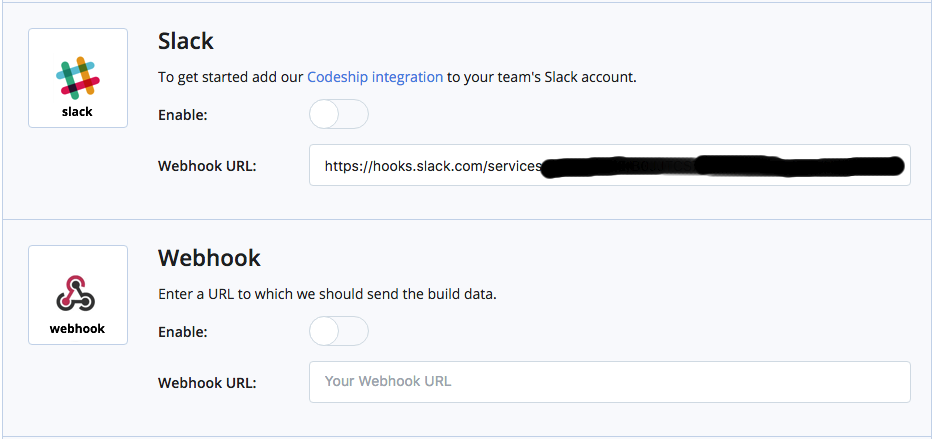 Slack
To get started add our Codeship integration to your team's Slack account.
slack
Enable:
Webhook URL: https://hooks.slack.com/services
Webhook
Enter a URL to which we should send the build data.
webhook
Enable:
Webhook URL: Your Webhook URL